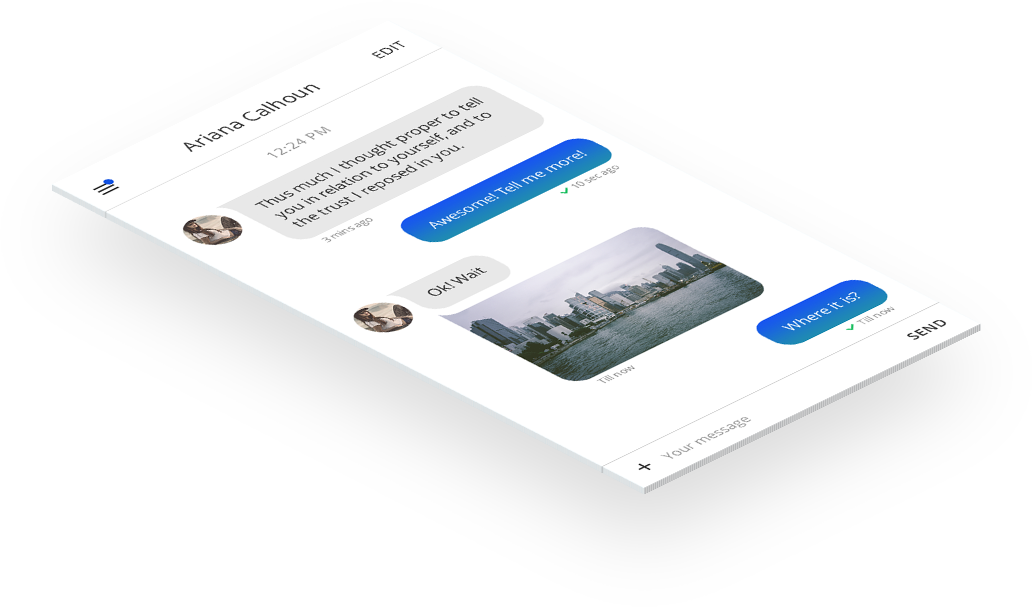 EDIT
Ariana Calhoun
12:24 PM
Thus much I thought proper to tell
you in relation to yourself, and to
the trust I reposed in you.
3 mins ago
Awesome! Tell me more!
10 sec ago
Ok! Wait
Till now
Where it is?
Till now
+ Your message
SEND